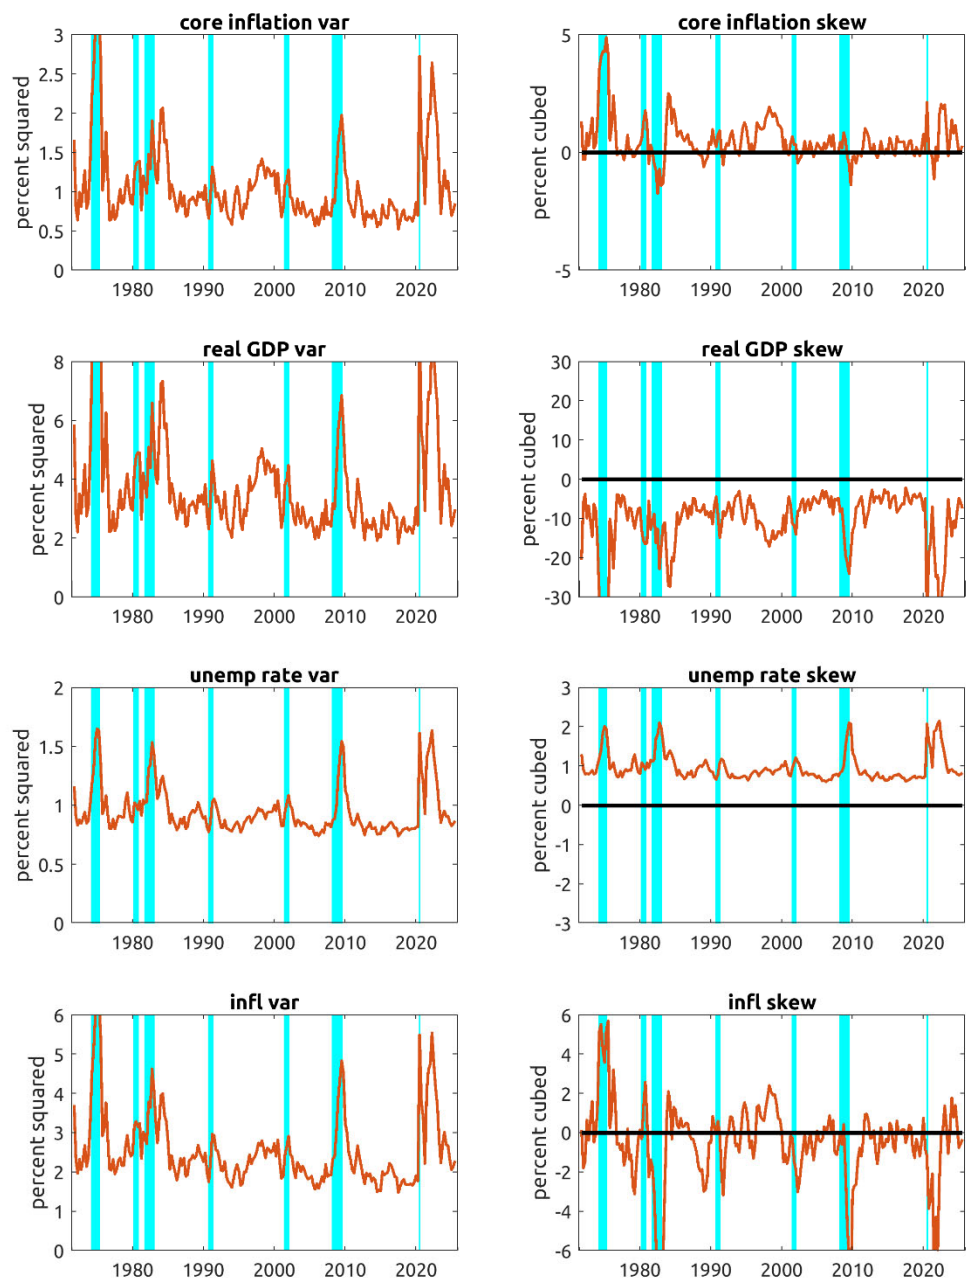 core inflation var
percent squared
3
2.5
2
1.5
1
0.5
0
1980 1990 2000 2010 2020
core inflation skew
percent cubed
5
0
-5
1980 1990 2000 2010 2020
real GDP var
percent squared
8
6
4
2
0
1980 1990 2000 2010 2020
real GDP skew
percent cubed
30
20
10
0
-10
-20
-30
1980 1990 2000 2010 2020
unemp rate var
percent squared
2
1.5
1
0.5
0
1980 1990 2000 2010 2020
unemp rate skew
percent cubed
3
2
1
0
-1
-2
-3
1980 1990 2000 2010 2020
infl var
percent squared
6
5
4
3
2
1
0
1980 1990 2000 2010 2020
infl skew
percent cubed
6
4
2
0
-2
-4
-6
1980 1990 2000 2010 2020